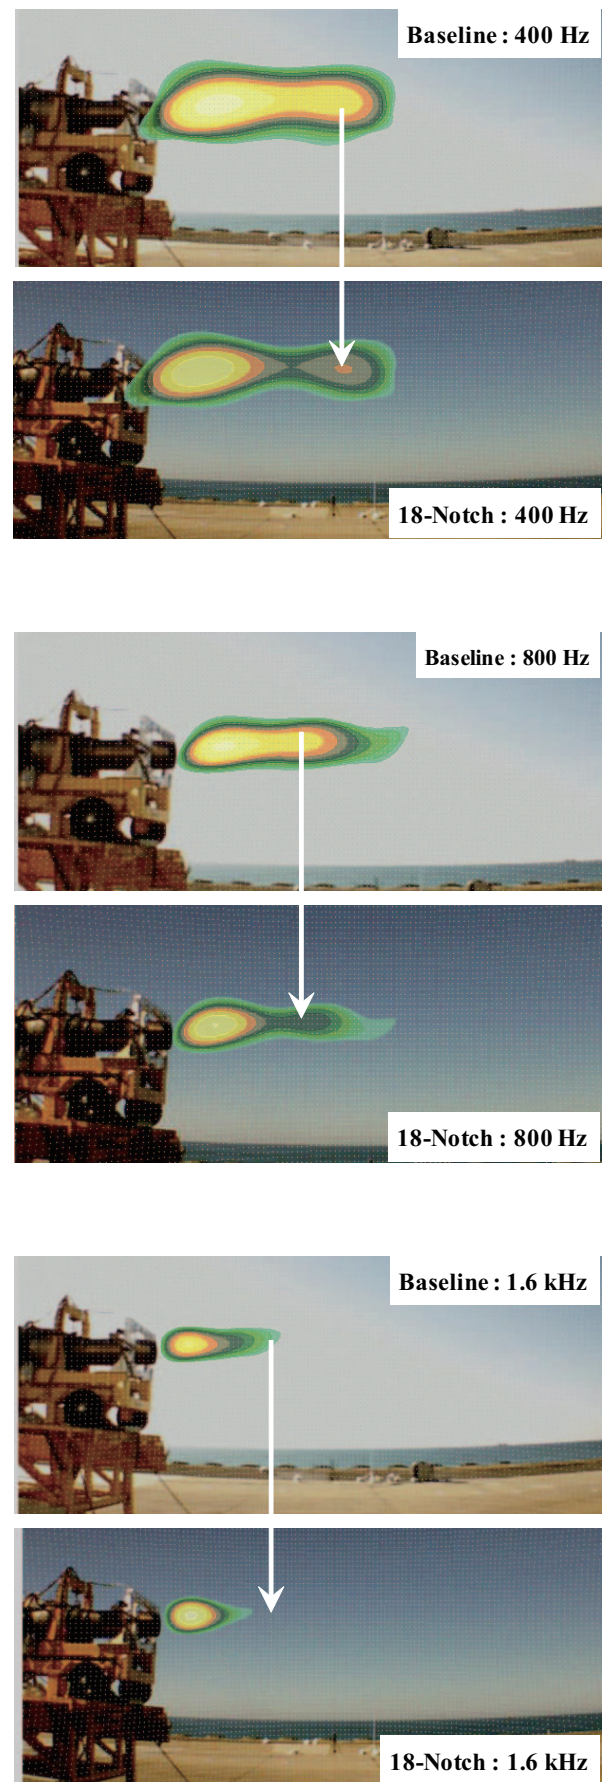 Baseline : 400 Hz
18-Notch : 400 Hz
Baseline : 800 Hz
18-Notch : 800 Hz
Baseline : 1.6 kHz
18-Notch : 1.6 kHz